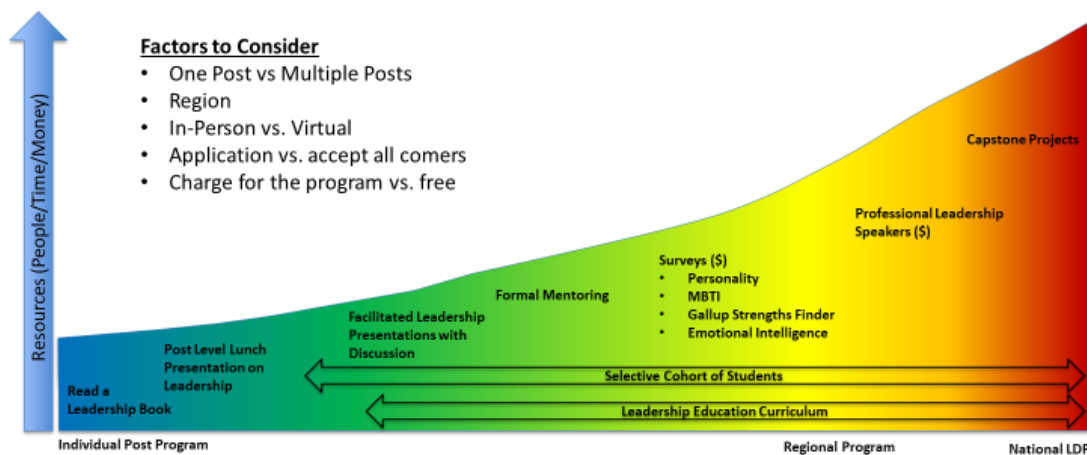 Factors to Consider
• One Post vs Multiple Posts
• Region
• In-Person vs. Virtual
• Application vs. accept all comers
• Charge for the program vs. free
Resources (People/Time/Money)
Capstone Projects
Professional Leadership
Speakers ($)
Surveys ($)
• Personality
• MBTI
• Gallup Strengths Finder
• Emotional Intelligence
Formal Mentoring
Facilitated Leadership
Presentations with
Discussion
Post Level Lunch
Presentation on
Leadership
Read a
Leadership Book
Selective Cohort of Students
Leadership Education Curriculum
Individual Post Program
Regional Program
National LDP